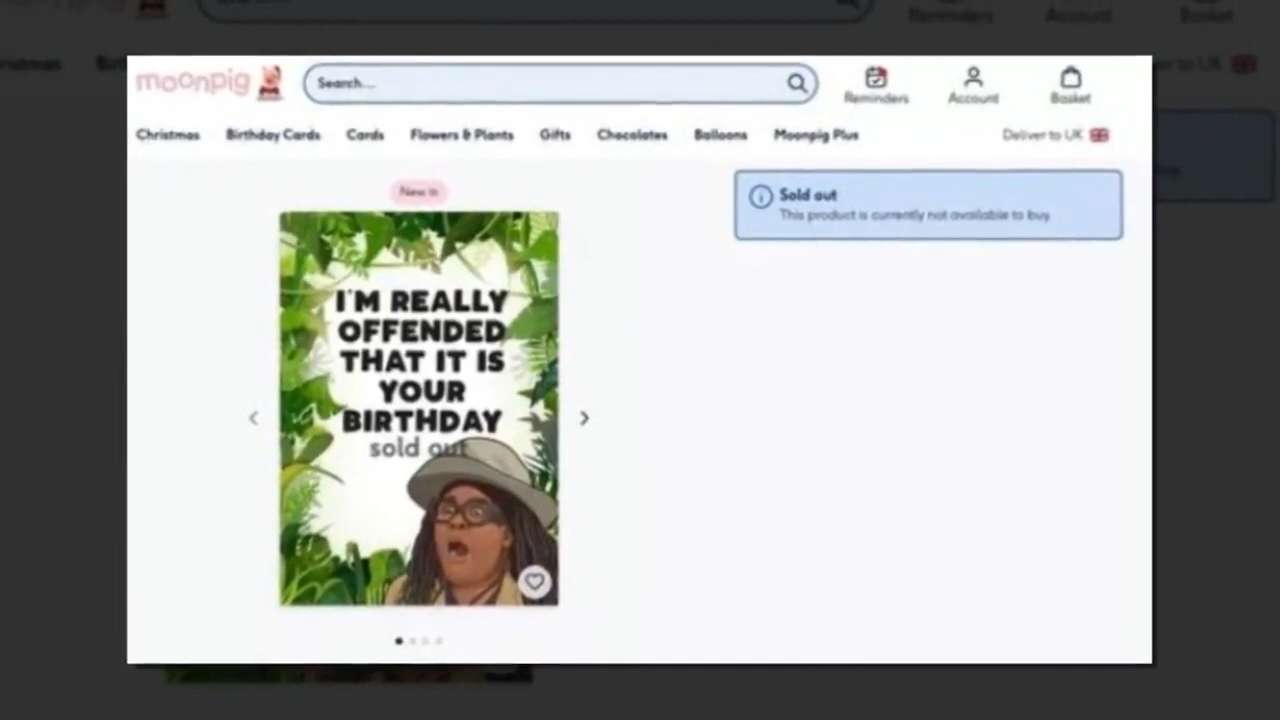 moonpig
Search...
Reminders
Account
Basket
Christmas
Birthday Cards
Cards
Flowers & Plants
Gifts
Chocolates
Balloons
Moonpig Plus
Deliver to UK
New in
Sold out
This product is currently not available to buy.
I'M REALLY
OFFENDED
THAT IT IS
YOUR
BIRTHDAY
sold out